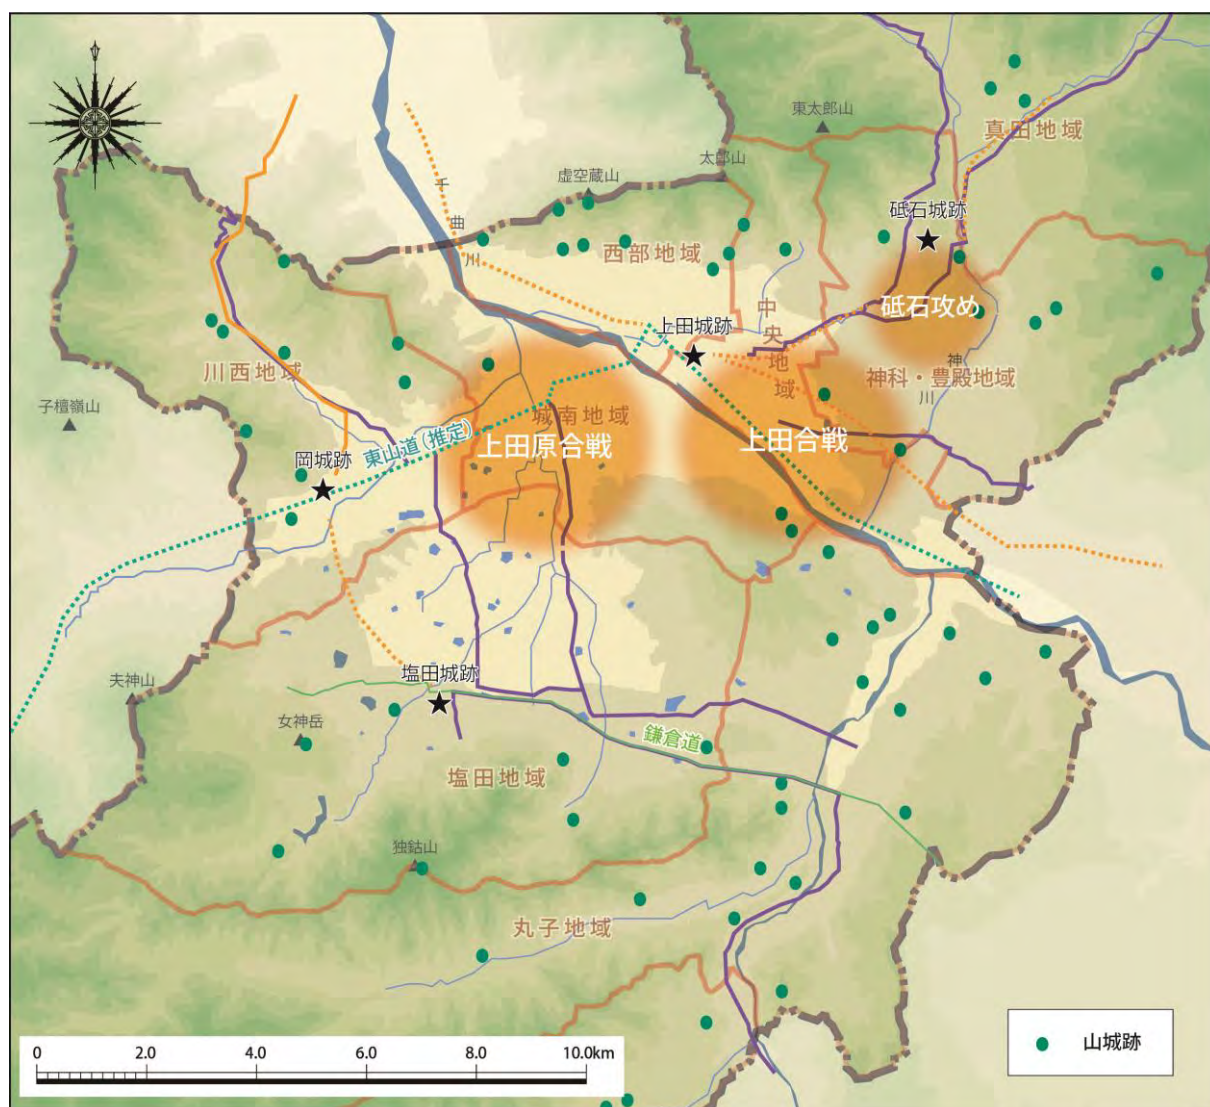 東太郎山
真田地域
太郎山
虚空蔵山
千曲川
砥石城跡
西部地域
砥石攻め
上田城跡
中央地域
神川
神科・豊殿地域
川西地域
子檀嶺山
城南地域
上田原合戦
上田合戦
東山道(推定)
岡城跡
塩田城跡
夫神山
女神岳
鎌倉道
塩田地域
独鈷山
丸子地域
0 2.0 4.0 6.0 8.0 10.0km
山城跡